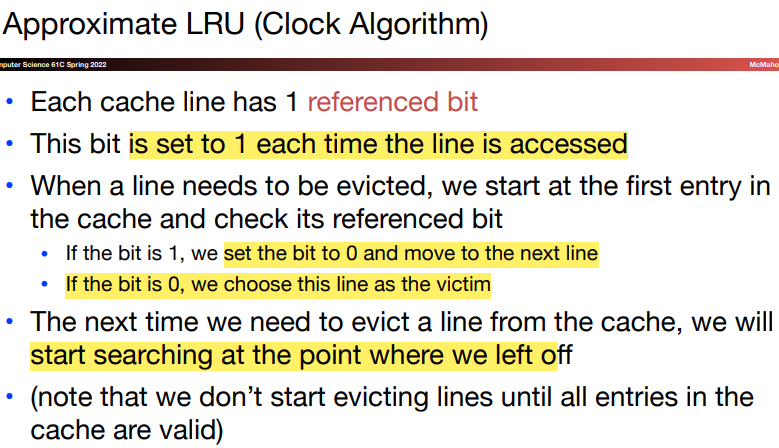 Approximate LRU (Clock Algorithm)
mputer Science 61C Spring 2022 McMaho
• Each cache line has 1 referenced bit
• This bit is set to 1 each time the line is accessed
• When a line needs to be evicted, we start at the first entry in
the cache and check its referenced bit
• If the bit is 1, we set the bit to 0 and move to the next line
• If the bit is 0, we choose this line as the victim
• The next time we need to evict a line from the cache, we will
start searching at the point where we left off
• (note that we don’t start evicting lines until all entries in the
cache are valid)